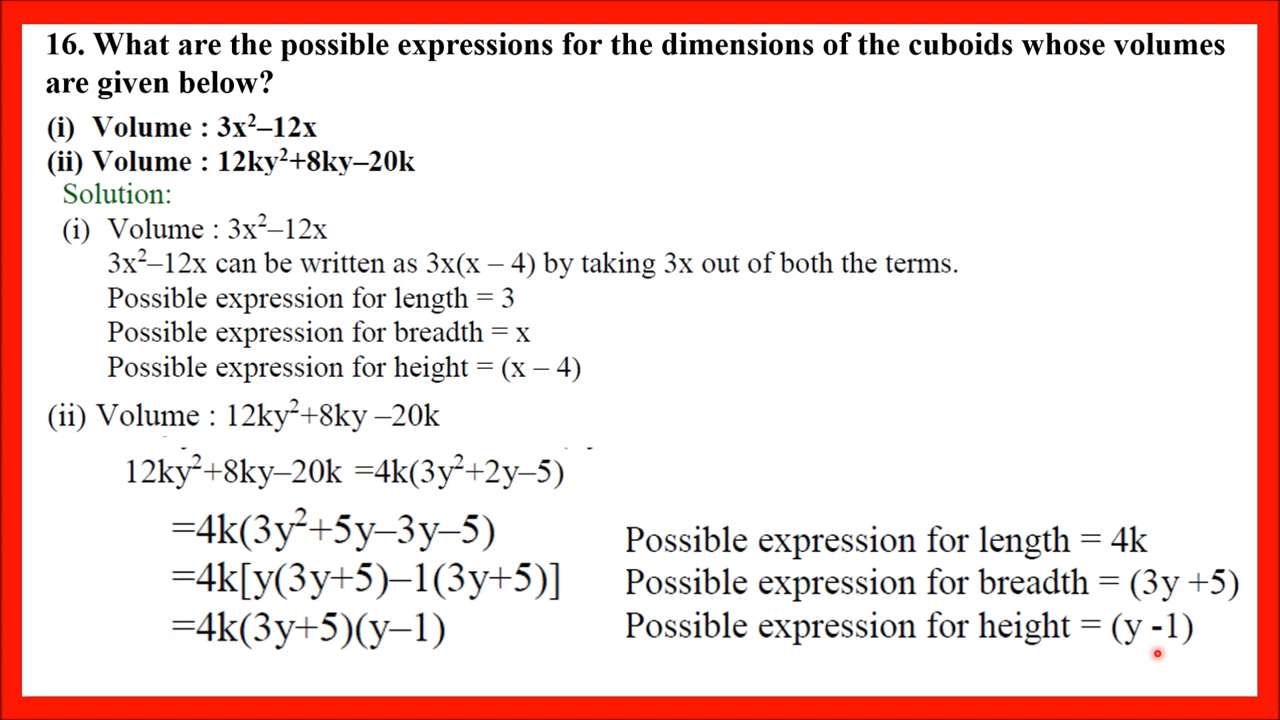 16. What are the possible expressions for the dimensions of the cuboids whose volumes
are given below?
(i) Volume : 3x²–12x
(ii) Volume : 12ky²+8ky–20k
Solution:
(i) Volume : 3x²–12x
3x²–12x can be written as 3x(x – 4) by taking 3x out of both the terms.
Possible expression for length = 3
Possible expression for breadth = x
Possible expression for height = (x – 4)
(ii) Volume : 12ky²+8ky –20k
12ky²+8ky–20k =4k(3y²+2y–5)
=4k(3y²+5y–3y–5)
=4k[y(3y+5)–1(3y+5)]
=4k(3y+5)(y–1)
Possible expression for length = 4k
Possible expression for breadth = (3y +5)
Possible expression for height = (y -1)